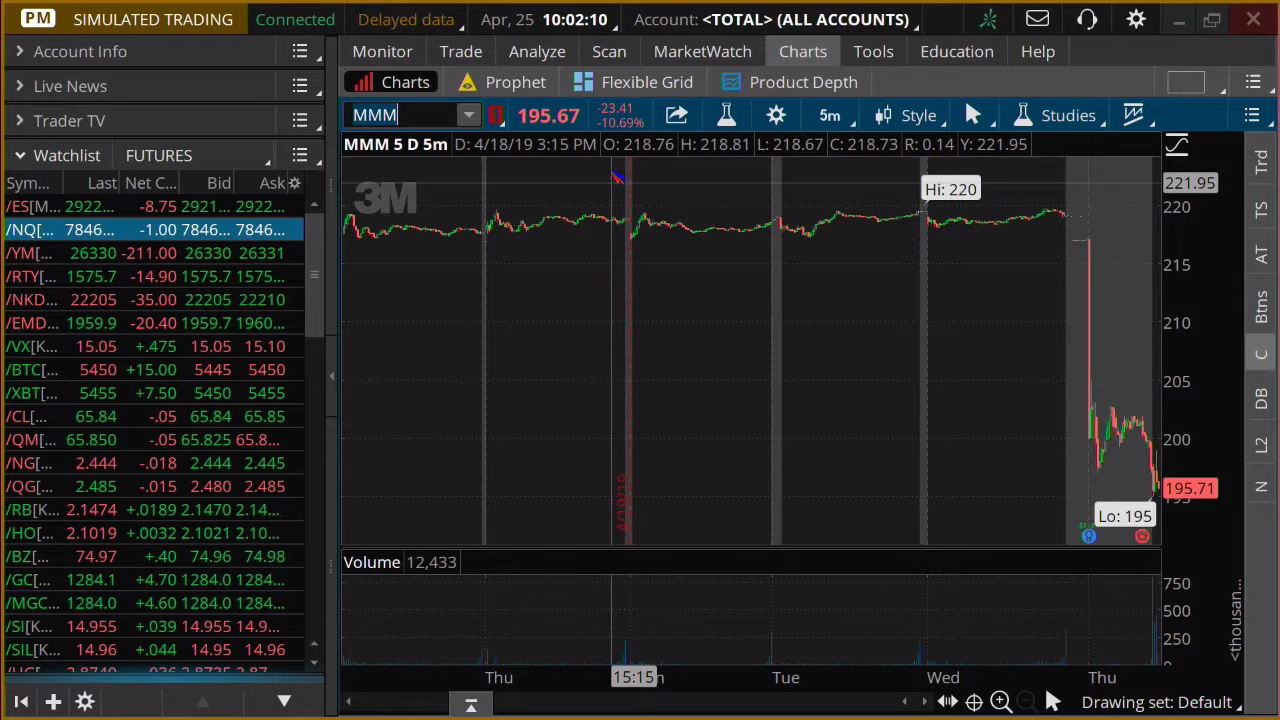 PM SIMULATED TRADING Connected Delayed data Apr, 25 10:02:10 Account: <TOTAL> (ALL ACCOUNTS)
Account Info
Live News
Trader TV
Watchlist FUTURES
Sym... Last Net C... Bid Ask
/ES[M... 2922... -8.75 2921... 2922...
/NQ[... 7846... -1.00 7846... 7846...
/YM[... 26330 -211.00 26330 26331
/RTY[... 1575.7 -14.90 1575.7 1575...
/NKD... 22205 -35.00 22205 22210
/EMD... 1959.9 -20.40 1959.7 1960...
/VX[K... 15.05 +.475 15.05 15.10
/BTC[... 5450 +15.00 5445 5450
/XBT[... 5455 +7.50 5450 5455
/CL[... 65.84 -.05 65.84 65.85
/QM[... 65.850 -.05 65.825 65.8...
/NG[... 2.444 -.018 2.444 2.445
/QG[... 2.485 -.015 2.480 2.485
/RB[K... 2.1474 +.0189 2.1470 2.14...
/HO[... 2.1019 +.0032 2.1021 2.10...
/BZ[... 74.97 +.40 74.96 74.98
/GC[... 1284.1 +4.70 1284.0 1284...
/MGC... 1284.0 +4.60 1284.0 1284...
/SI[K... 14.955 +.039 14.955 14.9...
/SIL[K... 14.96 +.044 14.95 14.96
Monitor Trade Analyze Scan MarketWatch Charts Tools Education Help
Charts Prophet Flexible Grid Product Depth
MMM 195.67 -23.41 -10.69% 5m Style Studies
MMM 5 D 5m D: 4/18/19 3:15 PM O: 218.76 H: 218.81 L: 218.67 C: 218.73 R: 0.14 Y: 221.95
3M
Hi: 220
221.95
220
215
210
205
200
195.71
Lo: 195
4/19/19
Volume 12,433
750
500
250
<thousan...
Thu 15:15 Tue Wed Thu
Drawing set: Default
Trd
TS
AT
Btns
C
DB
L2
N